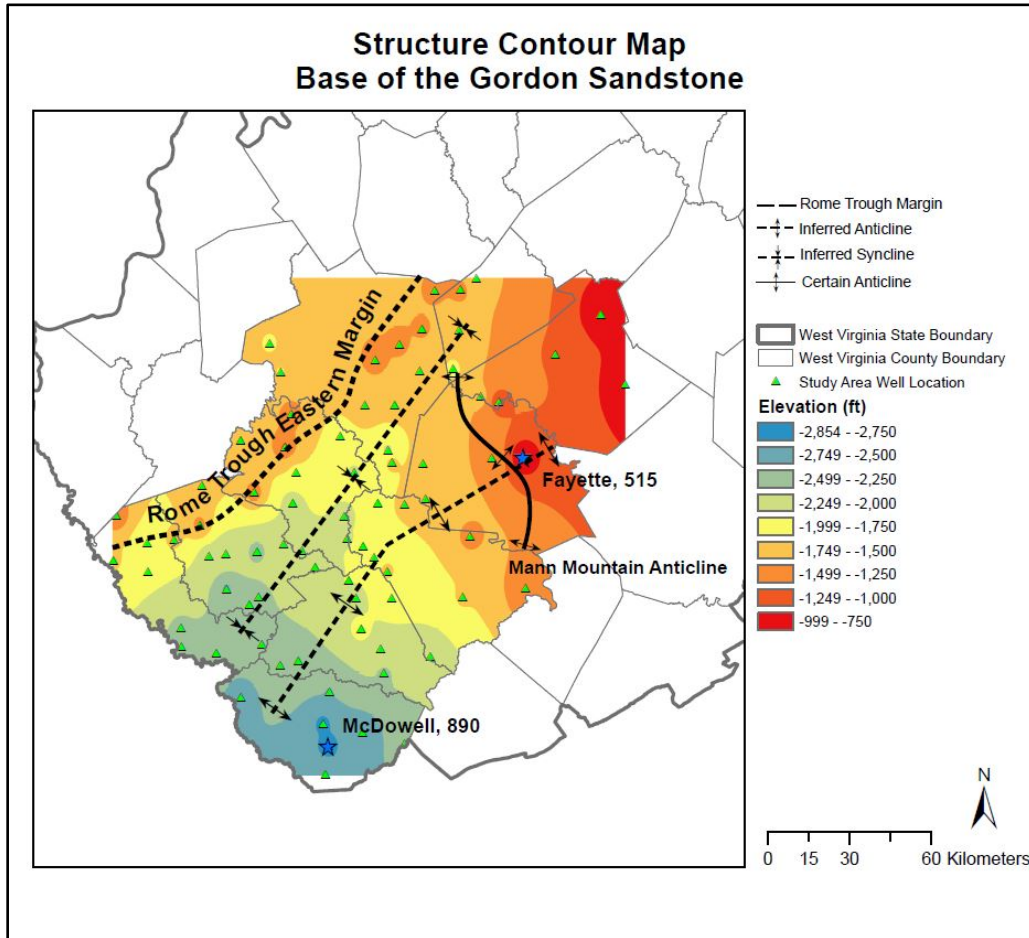 Structure Contour Map
Base of the Gordon Sandstone
Rome Trough Eastern Margin
Fayette, 515
Mann Mountain Anticline
McDowell, 890
Rome Trough Margin
Inferred Anticline
Inferred Syncline
Certain Anticline
West Virginia State Boundary
West Virginia County Boundary
Study Area Well Location
Elevation (ft)
-2,854 - -2,750
-2,749 - -2,500
-2,499 - -2,250
-2,249 - -2,000
-1,999 - -1,750
-1,749 - -1,500
-1,499 - -1,250
-1,249 - -1,000
-999 - -750
N
0 15 30 60 Kilometers